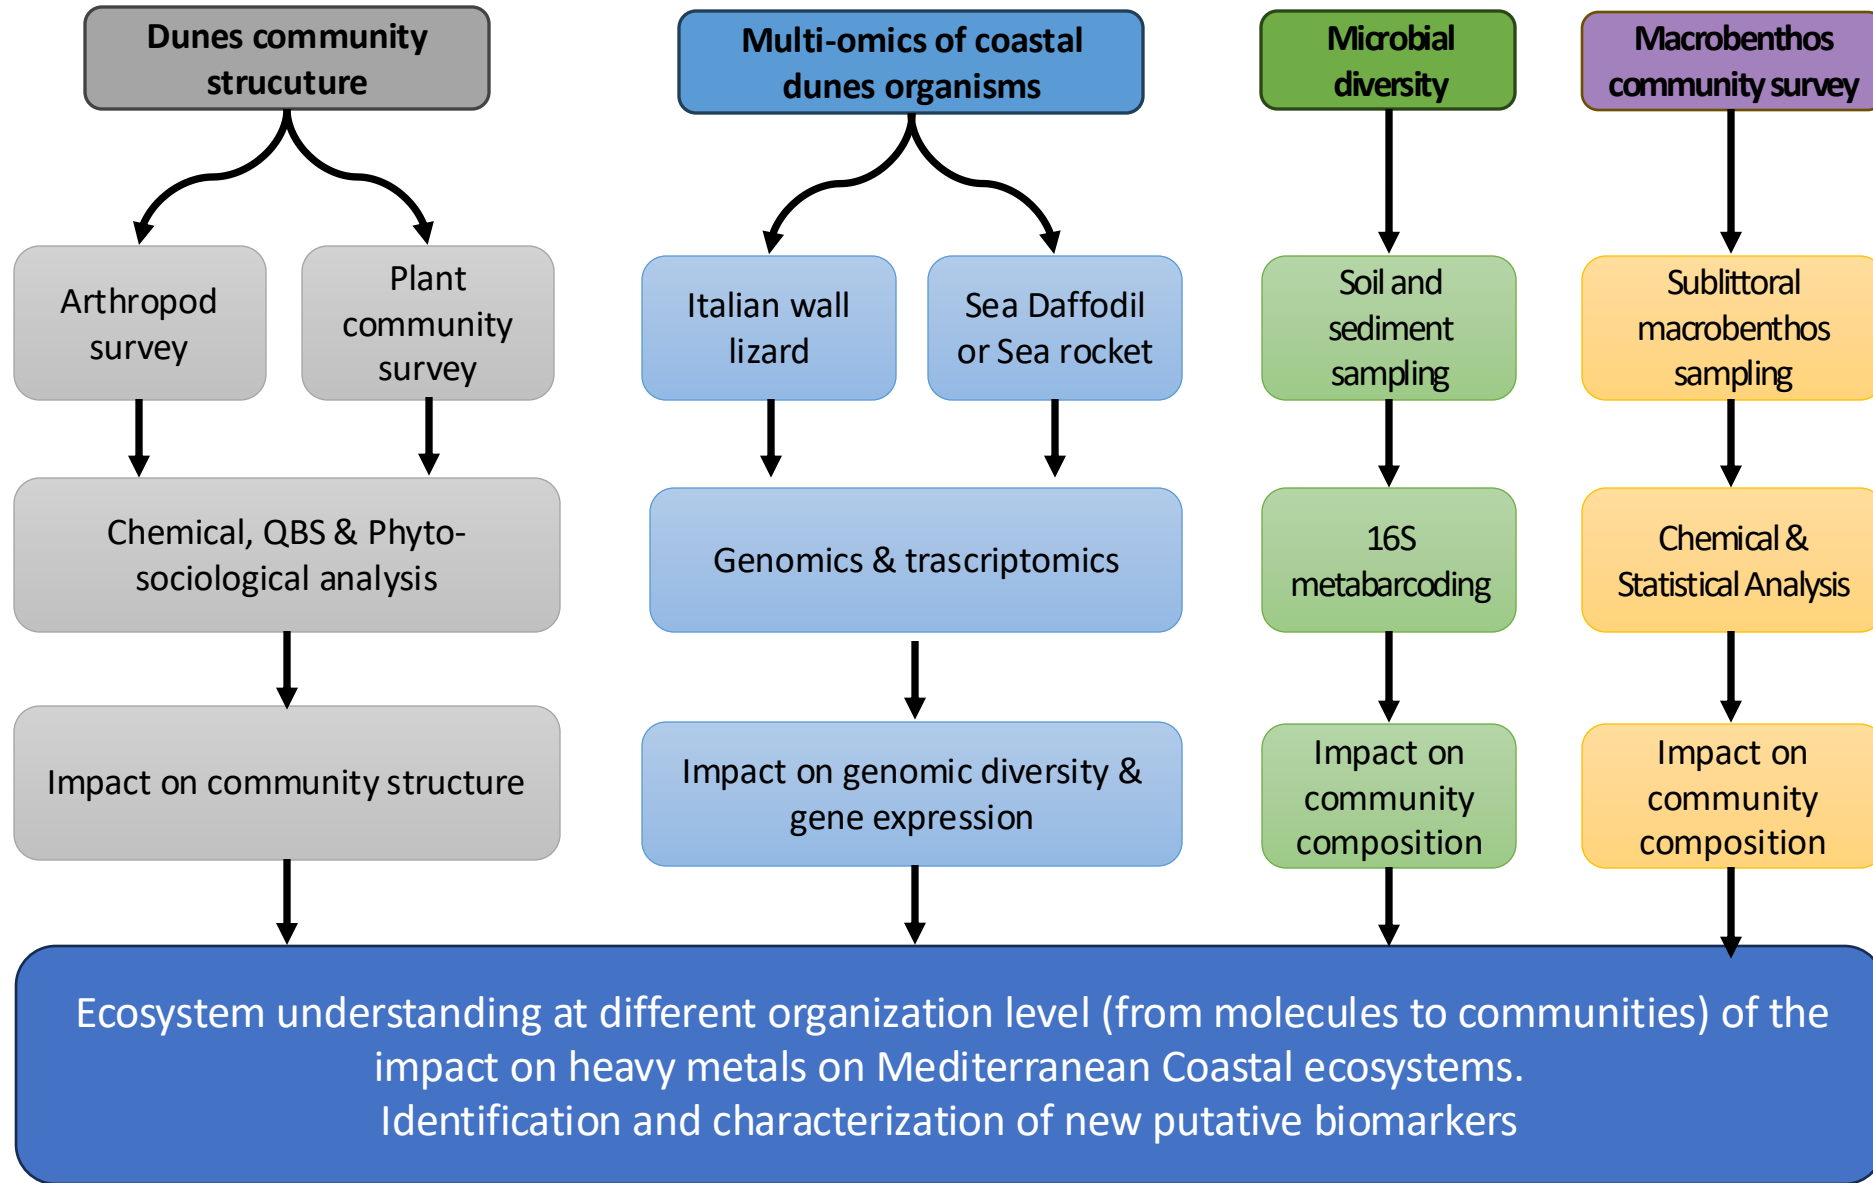 Dunes community
strucuture
Multi-omics of coastal
dunes organisms
Microbial
diversity
Macrobenthos
community survey
Arthropod
survey
Plant
community
survey
Italian wall
lizard
Sea Daffodil
or Sea rocket
Soil and
sediment
sampling
Sublittoral
macrobenthos
sampling
Chemical, QBS & Phyto-
sociological analysis
Genomics & trascriptomics
16S
metabarcoding
Chemical &
Statistical Analysis
Impact on community structure
Impact on genomic diversity &
gene expression
Impact on
community
composition
Impact on
community
composition
Ecosystem understanding at different organization level (from molecules to communities) of the
impact on heavy metals on Mediterranean Coastal ecosystems.
Identification and characterization of new putative biomarkers